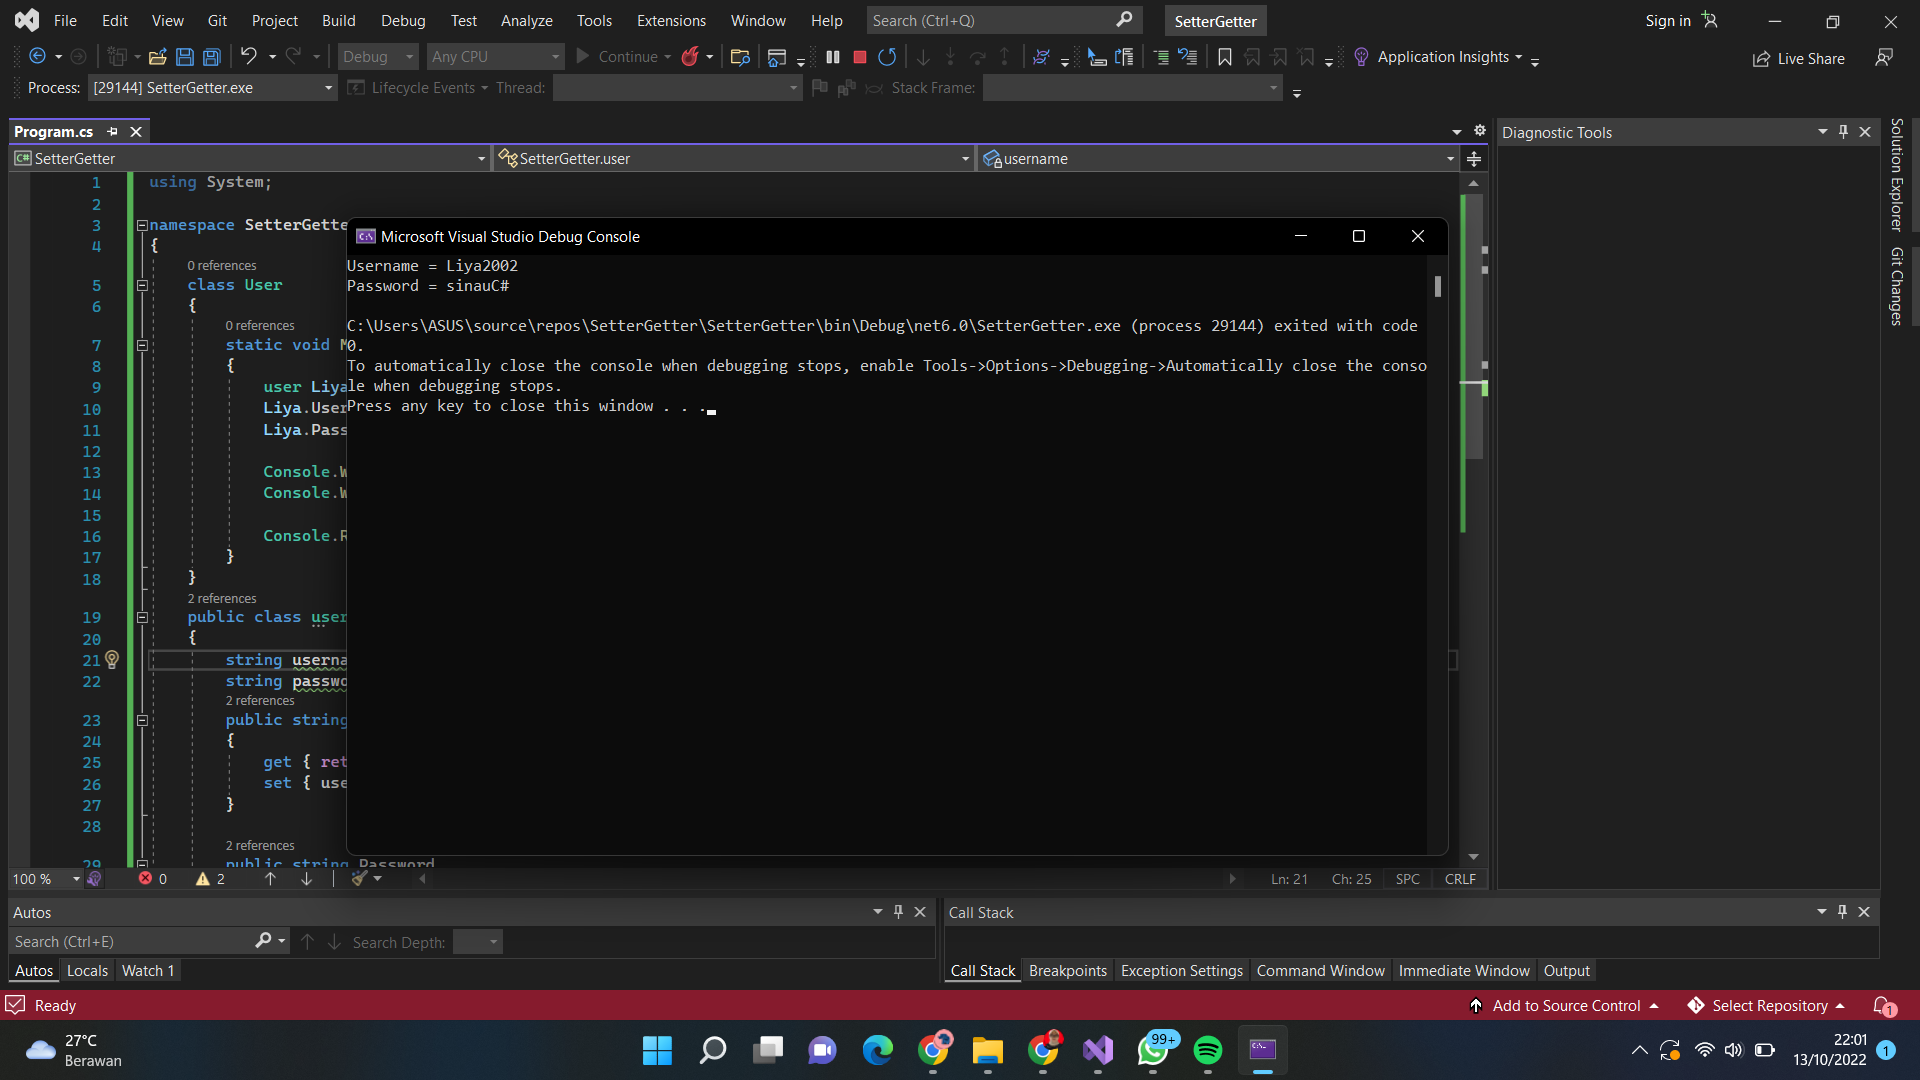 File Edit View Git Project Build Debug Test Analyze Tools Extensions Window Help Search (Ctrl+Q) SetterGetter Sign in
Debug Any CPU Continue Application Insights Live Share
Process: [29144] SetterGetter.exe Lifecycle Events Thread: Stack Frame:
Program.cs
SetterGetter SetterGetter.user username
1 using System;
2
3 namespace SetterGette
4 {
0 references
5 class User
6 {
0 references
7 static void M
8 {
9 user Liya
10 Liya.User
11 Liya.Pass
12
13 Console.W
14 Console.W
15
16 Console.R
17 }
18 }
2 references
19 public class user
20 {
21 string userna
22 string passwo
2 references
23 public string
24 {
25 get { ret
26 set { use
27 }
28
2 references
29 public string Password
Microsoft Visual Studio Debug Console
Username = Liya2002
Password = sinauC#
C:\Users\ASUS\source\repos\SetterGetter\SetterGetter\bin\Debug\net6.0\SetterGetter.exe (process 29144) exited with code
0.
To automatically close the console when debugging stops, enable Tools->Options->Debugging->Automatically close the conso
le when debugging stops.
Press any key to close this window . . .
Diagnostic Tools
Solution Explorer
Git Changes
100 % 0 2 Ln: 21 Ch: 25 SPC CRLF
Autos
Search (Ctrl+E) Search Depth:
Autos Locals Watch 1
Call Stack
Call Stack Breakpoints Exception Settings Command Window Immediate Window Output
Ready Add to Source Control Select Repository 1
27°C
Berawan
99+
22:01
13/10/2022
1